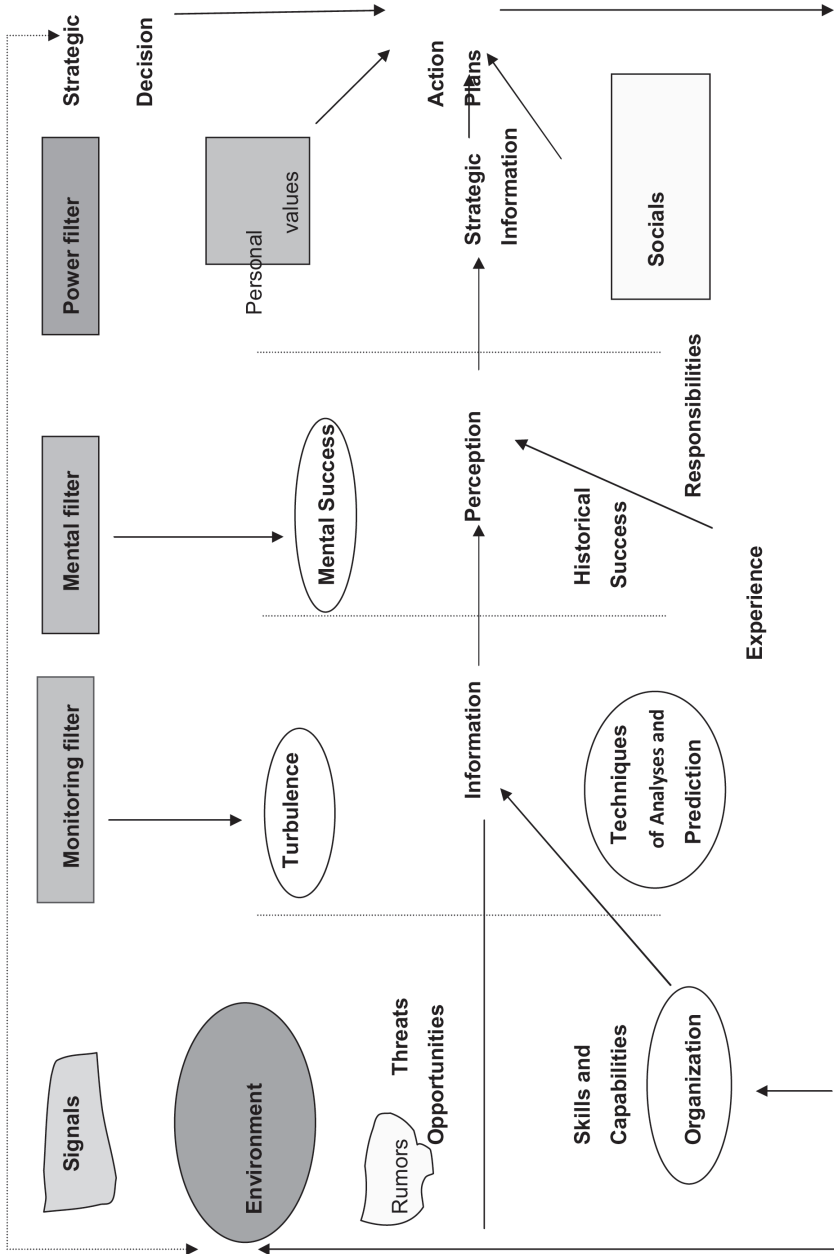 Signals
Monitoring filter
Mental filter
Power filter
Strategic
Decision
Environment
Turbulence
Mental Success
Personal
values
Rumors
Threats
Opportunities
Information
Perception
Strategic
Information
Action
Plans
Skills and
Capabilities
Organization
Techniques
of Analyses and
Prediction
Historical
Success
Experience
Responsibilities
Socials